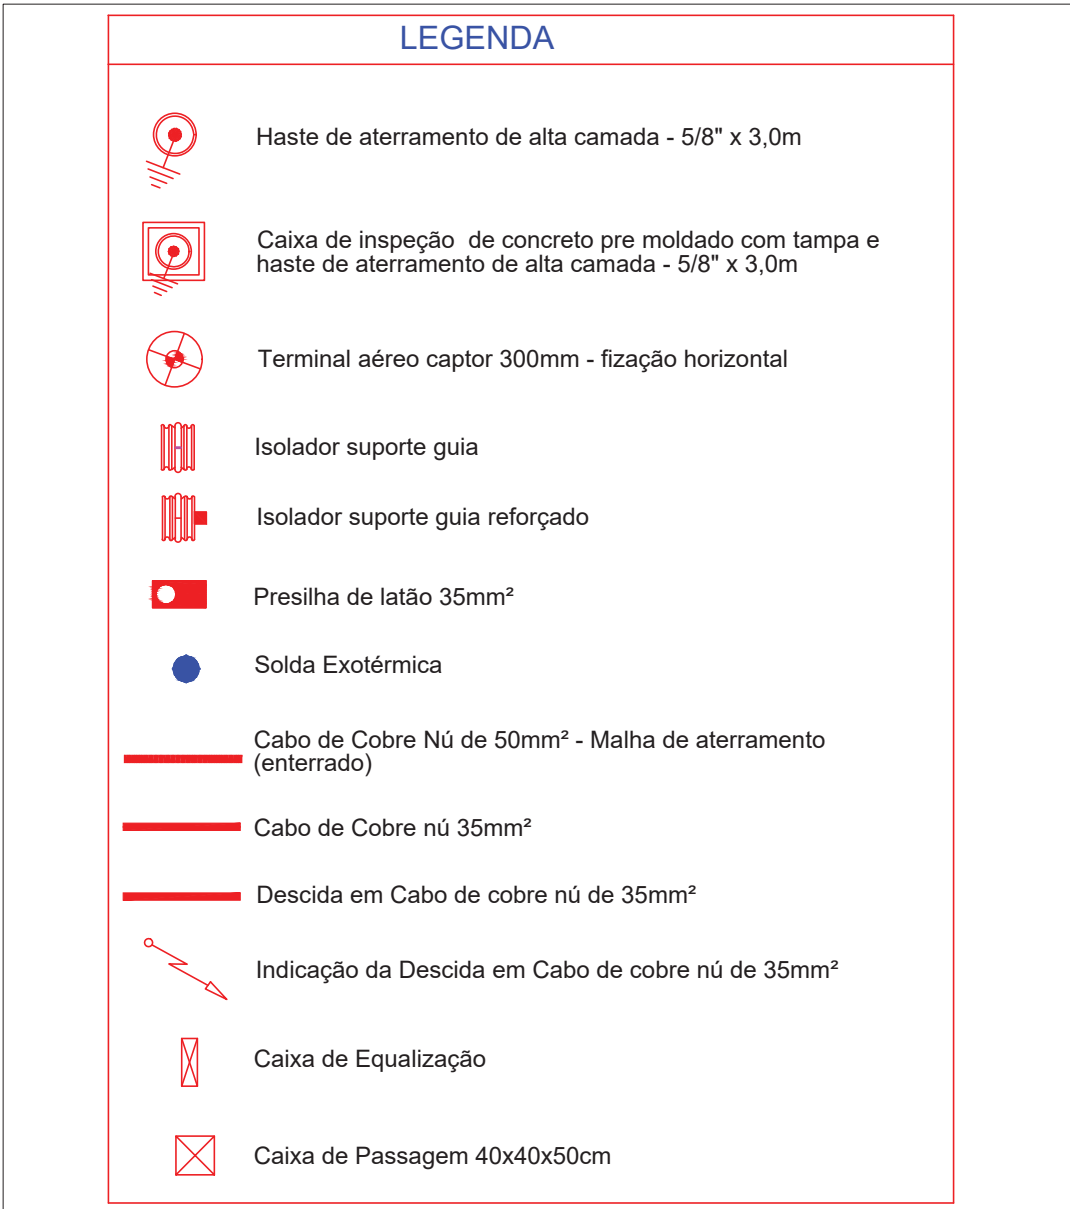 LEGENDA
Haste de aterramento de alta camada - 5/8" x 3,0m
Caixa de inspeção  de concreto pre moldado com tampa e
haste de aterramento de alta camada - 5/8" x 3,0m
Terminal aéreo captor 300mm - fização horizontal
Isolador suporte guia
Isolador suporte guia reforçado
Presilha de latão 35mm²
Solda Exotérmica
Cabo de Cobre Nú de 50mm² - Malha de aterramento
(enterrado)
Cabo de Cobre nú 35mm²
Descida em Cabo de cobre nú de 35mm²
Indicação da Descida em Cabo de cobre nú de 35mm²
Caixa de Equalização
Caixa de Passagem 40x40x50cm